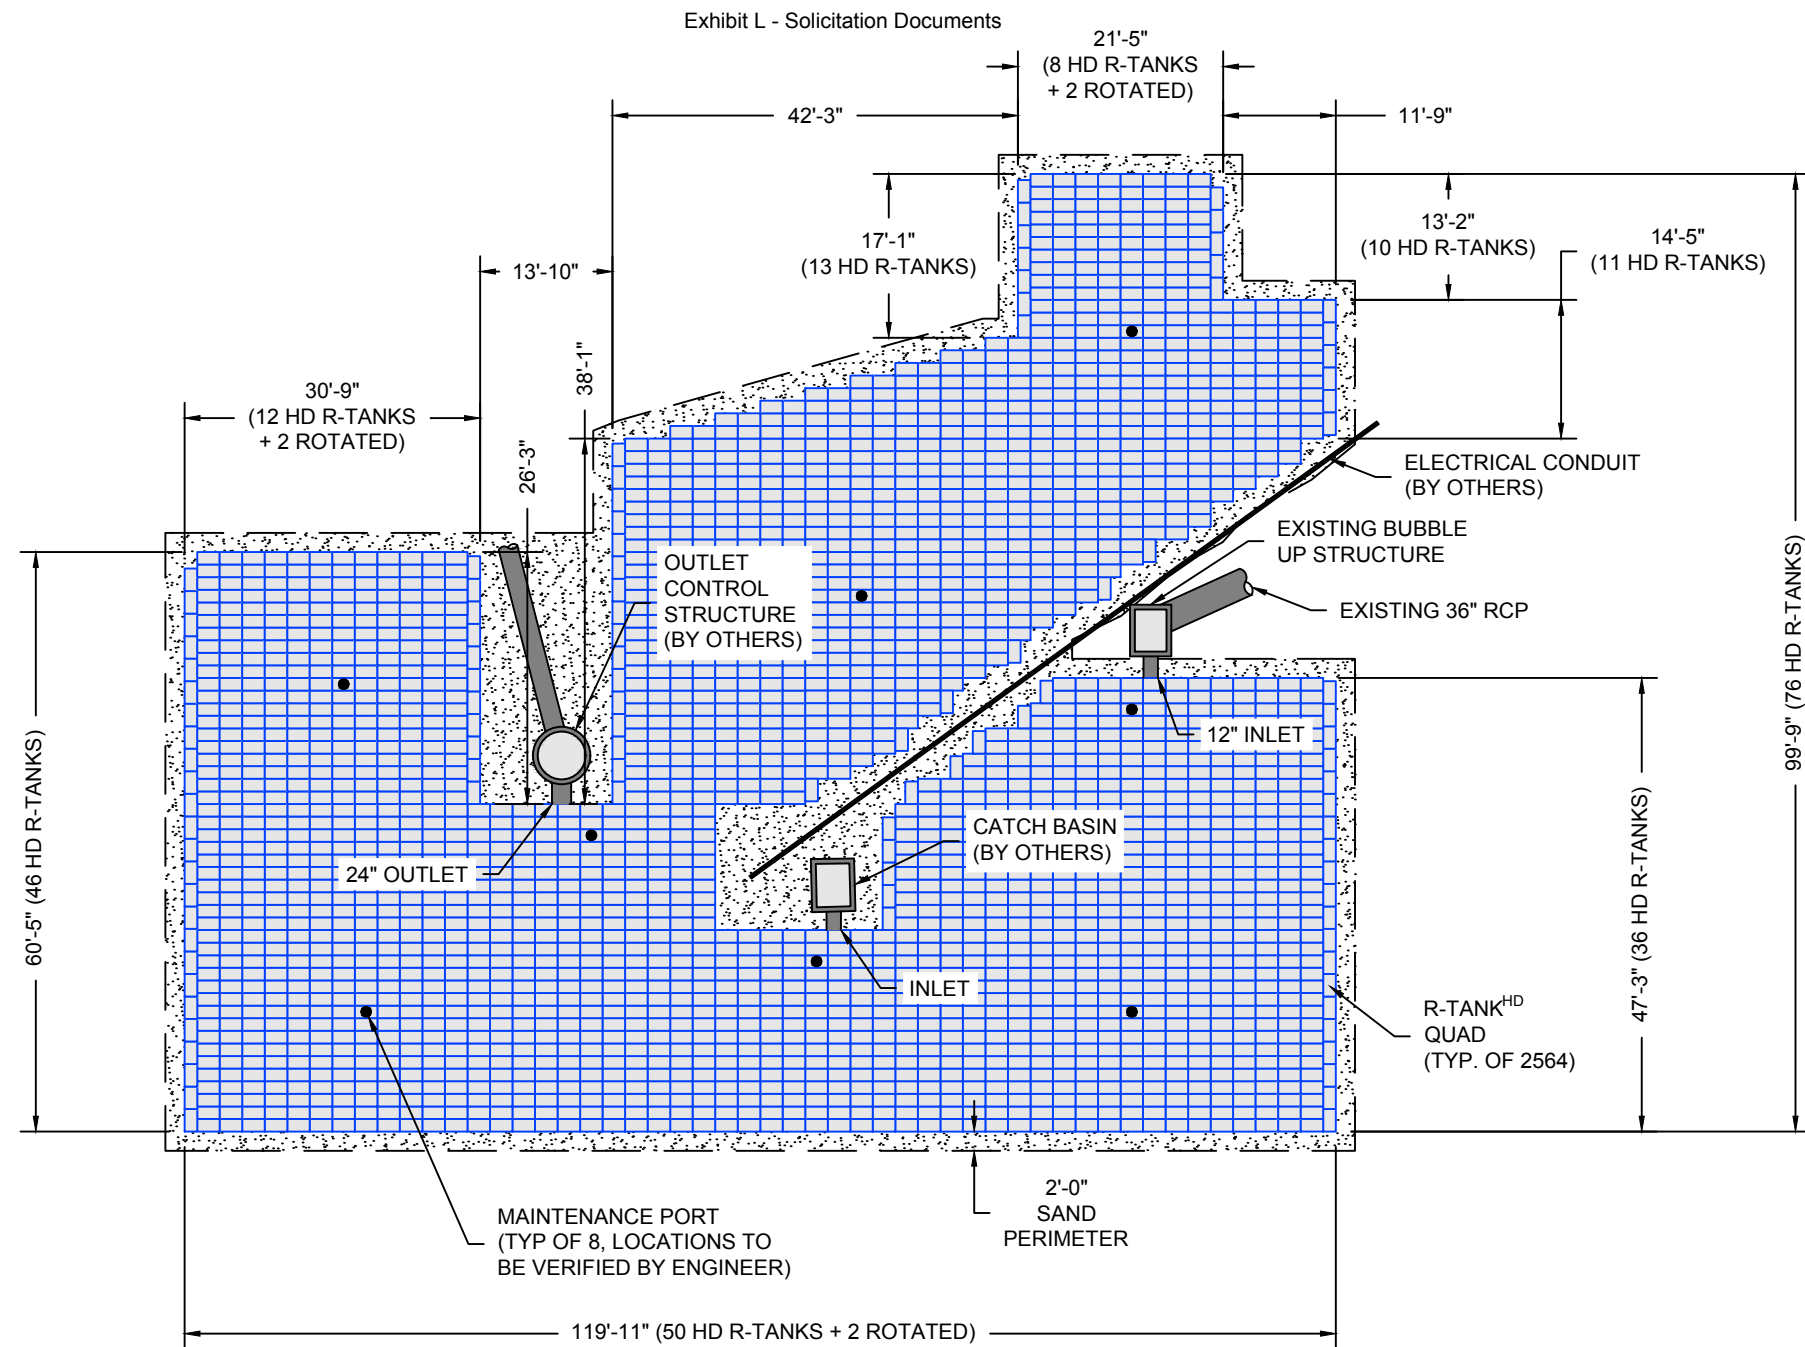 Exhibit L - Solicitation Documents
21'-5"
(8 HD R-TANKS
+ 2 ROTATED)
42'-3"
11'-9"
17'-1"
(13 HD R-TANKS)
13'-2"
(10 HD R-TANKS)
14'-5"
(11 HD R-TANKS)
13'-10"
38'-1"
30'-9"
(12 HD R-TANKS
+ 2 ROTATED)
26'-3"
ELECTRICAL CONDUIT
(BY OTHERS)
EXISTING BUBBLE
UP STRUCTURE
OUTLET
CONTROL
STRUCTURE
(BY OTHERS)
EXISTING 36" RCP
99'-9" (76 HD R-TANKS)
12" INLET
60'-5" (46 HD R-TANKS)
CATCH BASIN
(BY OTHERS)
24" OUTLET
47'-3" (36 HD R-TANKS)
INLET
R-TANKHD
QUAD
(TYP. OF 2564)
2'-0"
SAND
PERIMETER
MAINTENANCE PORT
(TYP OF 8, LOCATIONS TO
BE VERIFIED BY ENGINEER)
119'-11" (50 HD R-TANKS + 2 ROTATED)